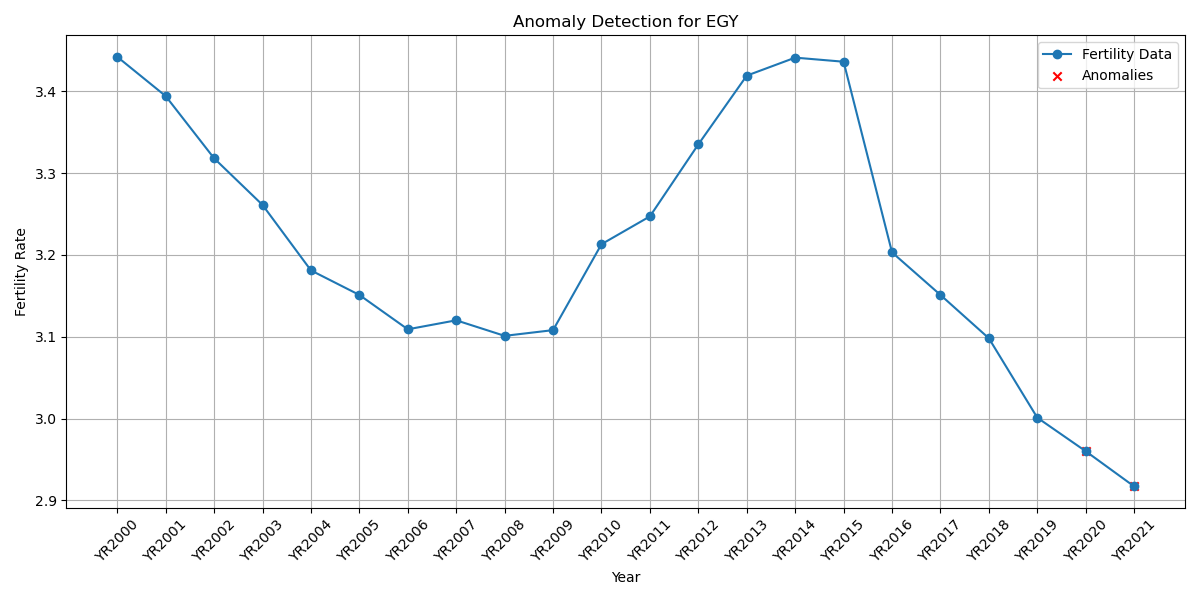 Anomaly Detection for EGY
Fertility Data
Anomalies
Fertility Rate
3.4
3.3
3.2
3.1
3.0
2.9
YR2000
YR2001
YR2002
YR2003
YR2004
YR2005
YR2006
YR2007
YR2008
YR2009
YR2010
YR2011
YR2012
YR2013
YR2014
YR2015
YR2016
YR2017
YR2018
YR2019
YR2020
YR2021
Year